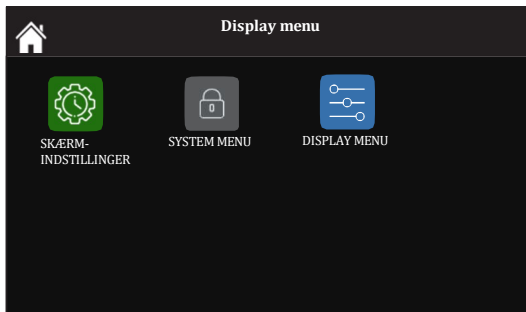 Display menu
SKÆRM-
INDSTILLINGER
SYSTEM MENU
DISPLAY MENU